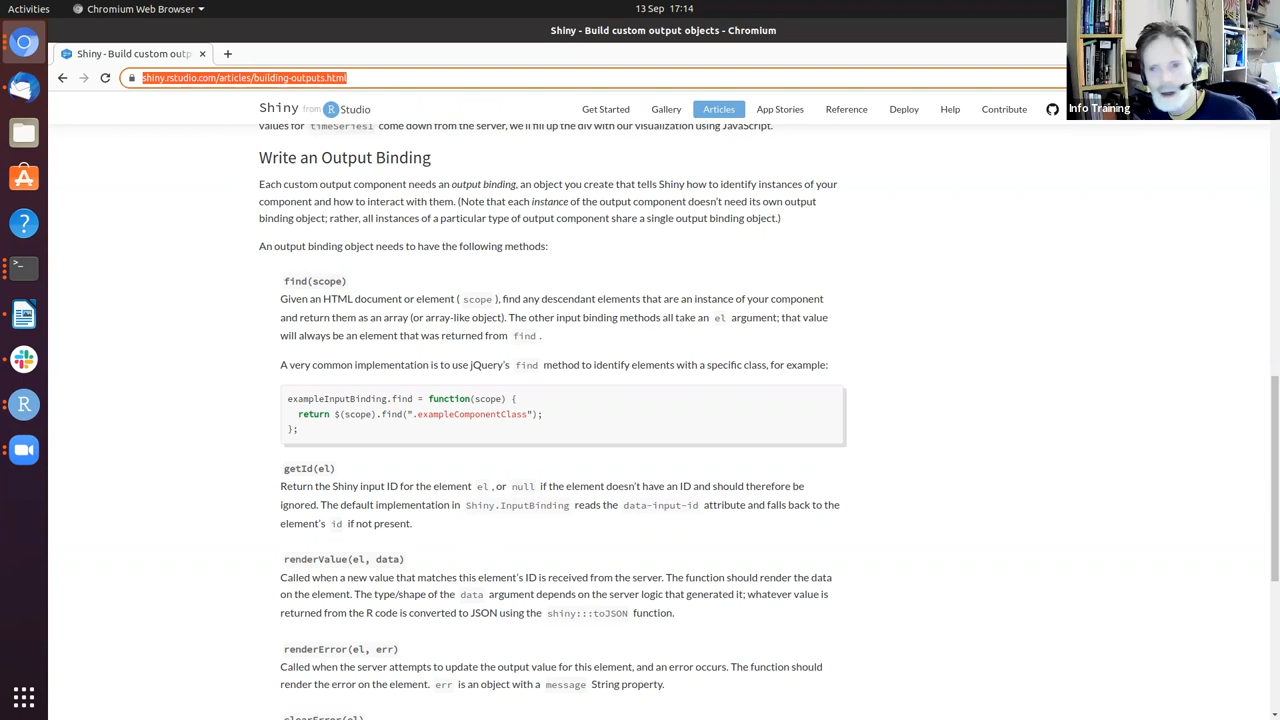 Activities
Chromium Web Browser
13 Sep 17:14
Shiny - Build custom output objects - Chromium
Shiny - Build custom outp
shiny.rstudio.com/articles/building-outputs.html
Shiny from R Studio
Get Started
Gallery
Articles
App Stories
Reference
Deploy
Help
Contribute
Info Training
values for timeSeries1 come down from the server, we'll fill up the div with our visualization using JavaScript.
Write an Output Binding
Each custom output component needs an output binding, an object you create that tells Shiny how to identify instances of your
component and how to interact with them. (Note that each instance of the output component doesn't need its own output
binding object; rather, all instances of a particular type of output component share a single output binding object.)
An output binding object needs to have the following methods:
find(scope)
Given an HTML document or element ( scope ), find any descendant elements that are an instance of your component
and return them as an array (or array-like object). The other input binding methods all take an el argument; that value
will always be an element that was returned from find .
A very common implementation is to use jQuery's find method to identify elements with a specific class, for example:
exampleInputBinding.find = function(scope) {
return $(scope).find(".exampleComponentClass");
};
getId(el)
Return the Shiny input ID for the element el , or null if the element doesn't have an ID and should therefore be
ignored. The default implementation in Shiny.InputBinding reads the data-input-id attribute and falls back to the
element's id if not present.
renderValue(el, data)
Called when a new value that matches this element's ID is received from the server. The function should render the data
on the element. The type/shape of the data argument depends on the server logic that generated it; whatever value is
returned from the R code is converted to JSON using the shiny:::toJSON function.
renderError(el, err)
Called when the server attempts to update the output value for this element, and an error occurs. The function should
render the error on the element. err is an object with a message String property.
clearError(el)